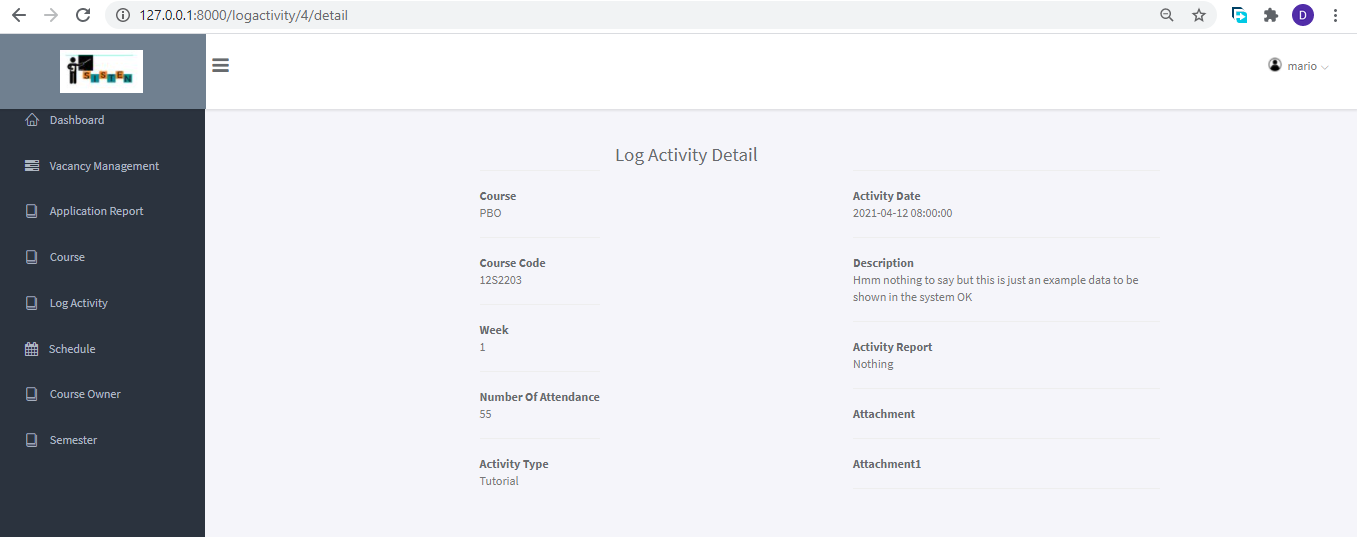 127.0.0.1:8000/logactivity/4/detail
D
SISTEN
mario
Dashboard
Vacancy Management
Application Report
Course
Log Activity
Schedule
Course Owner
Semester
Log Activity Detail
Course
PBO
Course Code
12S2203
Week
1
Number Of Attendance
55
Activity Type
Tutorial
Activity Date
2021-04-12 08:00:00
Description
Hmm nothing to say but this is just an example data to be
shown in the system OK
Activity Report
Nothing
Attachment
Attachment1